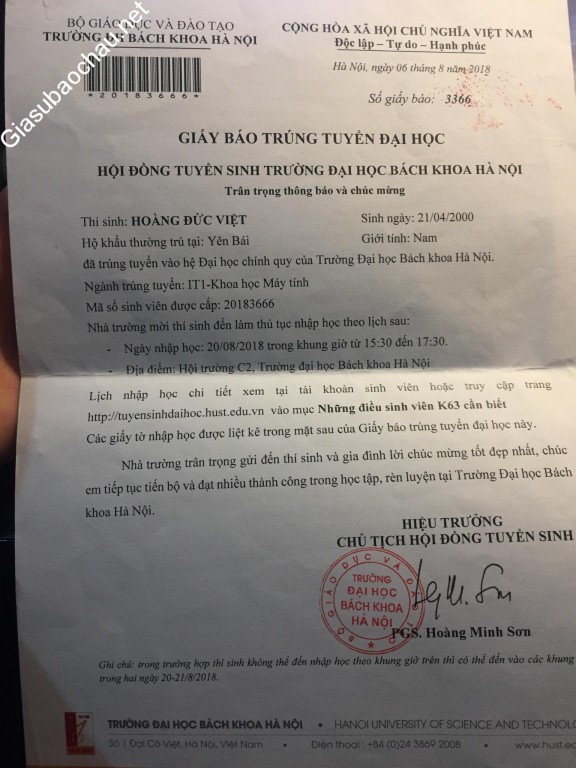 BỘ GIÁO DỤC VÀ ĐÀO TẠO
TRƯỜNG ĐH BÁCH KHOA HÀ NỘI
CỘNG HÒA XÃ HỘI CHỦ NGHĨA VIỆT NAM
Độc lập – Tự do – Hạnh phúc
*20183666*
Giasubaochau.net
Hà Nội, ngày 06 tháng 8 năm 2018
Số giấy báo: 3366
GIẤY BÁO TRÚNG TUYỂN ĐẠI HỌC
HỘI ĐỒNG TUYỂN SINH TRƯỜNG ĐẠI HỌC BÁCH KHOA HÀ NỘI
Trân trọng thông báo và chúc mừng
Thí sinh: HOÀNG ĐỨC VIỆT Sinh ngày: 21/04/2000
Hộ khẩu thường trú tại: Yên Bái Giới tính: Nam
đã trúng tuyển vào hệ Đại học chính quy của Trường Đại học Bách khoa Hà Nội.
Ngành trúng tuyển: IT1-Khoa học Máy tính
Mã số sinh viên được cấp: 20183666
Nhà trường mời thí sinh đến làm thủ tục nhập học theo lịch sau:
- Ngày nhập học: 20/08/2018 trong khung giờ từ 15:30 đến 17:30.
- Địa điểm: Hội trường C2, Trường đại học Bách khoa Hà Nội
Lịch nhập học chi tiết xem tại tài khoản sinh viên hoặc truy cập trang
http://tuyensinhdaihoc.hust.edu.vn vào mục Những điều sinh viên K63 cần biết
Các giấy tờ nhập học được liệt kê trong mặt sau của Giấy báo trúng tuyển đại học này.
Nhà trường trân trọng gửi đến thí sinh và gia đình lời chúc mừng tốt đẹp nhất, chúc
em tiếp tục tiến bộ và đạt nhiều thành công trong học tập, rèn luyện tại Trường Đại học Bách
khoa Hà Nội.
HIỆU TRƯỞNG
CHỦ TỊCH HỘI ĐỒNG TUYỂN SINH
BỘ GIÁO DỤC VÀ ĐÀO TẠO
TRƯỜNG
ĐẠI HỌC
BÁCH KHOA
HÀ NỘI
PGS. Hoàng Minh Sơn
Ghi chú: trong trường hợp thí sinh không thể đến nhập học theo khung giờ trên thì có thể đến vào các khung
trong hai ngày 20-21/8/2018.
TRƯỜNG ĐẠI HỌC BÁCH KHOA HÀ NỘI • HANOI UNIVERSITY OF SCIENCE AND TECHNOLO
Số 1 Đại Cồ Việt, Hà Nội, Việt Nam • Điện thoại: +84 (0)24 3869 2008 • www.hust.ed